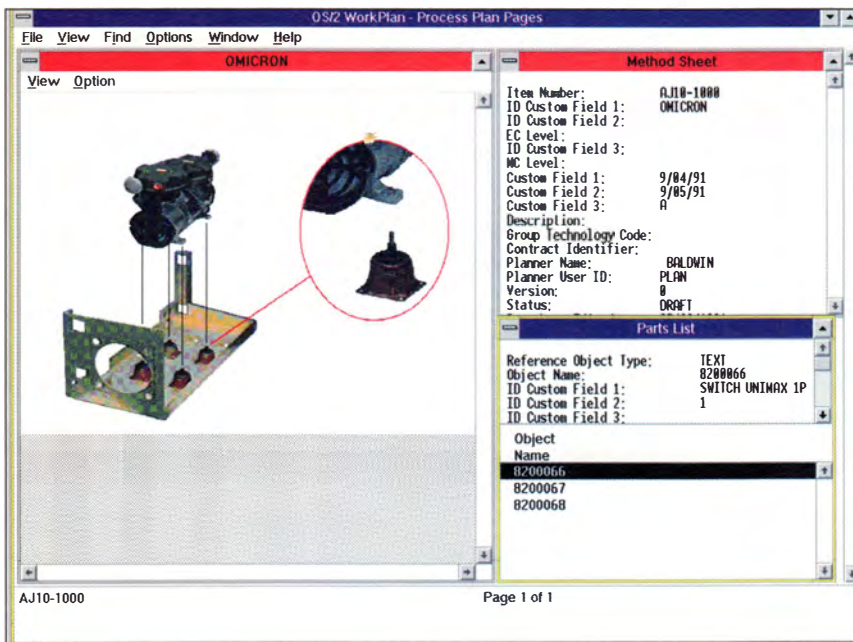 OS/2 WorkPlan - Process Plan Pages
File View Find Options Window Help
OMICRON
View Option
Method Sheet
Item Number: AJ10-1000
ID Custom Field 1: OMICRON
ID Custom Field 2:
EC Level:
ID Custom Field 3:
MC Level:
Custom Field 1: 9/04/91
Custom Field 2: 9/05/91
Custom Field 3: A
Description:
Group Technology Code:
Contract Identifier:
Planner Name: BALDWIN
Planner User ID: PLAN
Version: 0
Status: DRAFT
Parts List
Reference Object Type: TEXT
Object Name: 8200066
ID Custom Field 1: SWITCH UNIMAX 1P
ID Custom Field 2: 1
ID Custom Field 3:
Object
Name
8200066
8200067
8200068
AJ10-1000
Page 1 of 1